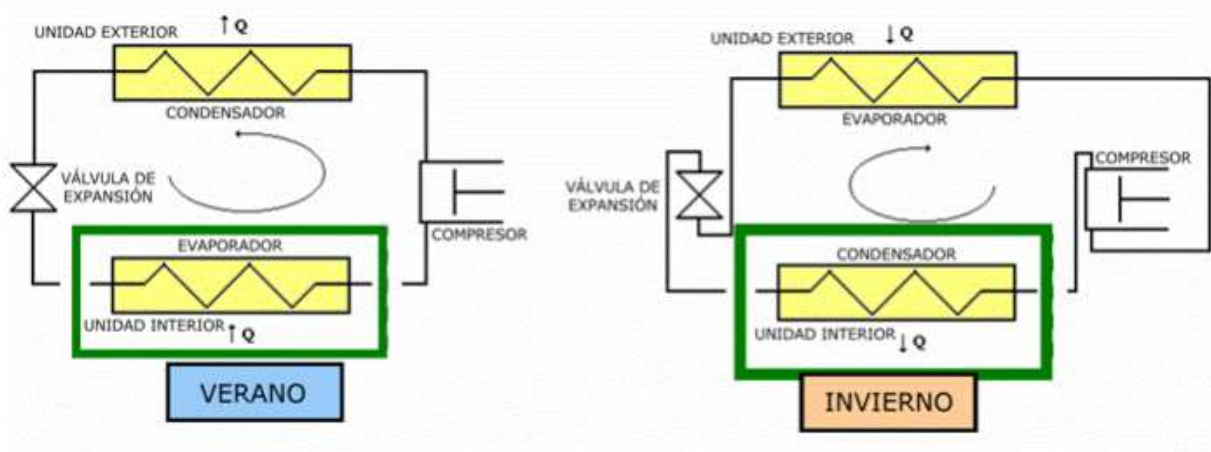 UNIDAD EXTERIOR
↑ Q
CONDENSADOR
VÁLVULA DE
EXPANSIÓN
COMPRESOR
EVAPORADOR
UNIDAD INTERIOR
↑ Q
VERANO
UNIDAD EXTERIOR
↓ Q
EVAPORADOR
COMPRESOR
VÁLVULA DE
EXPANSIÓN
CONDENSADOR
UNIDAD INTERIOR
↓ Q
INVIERNO